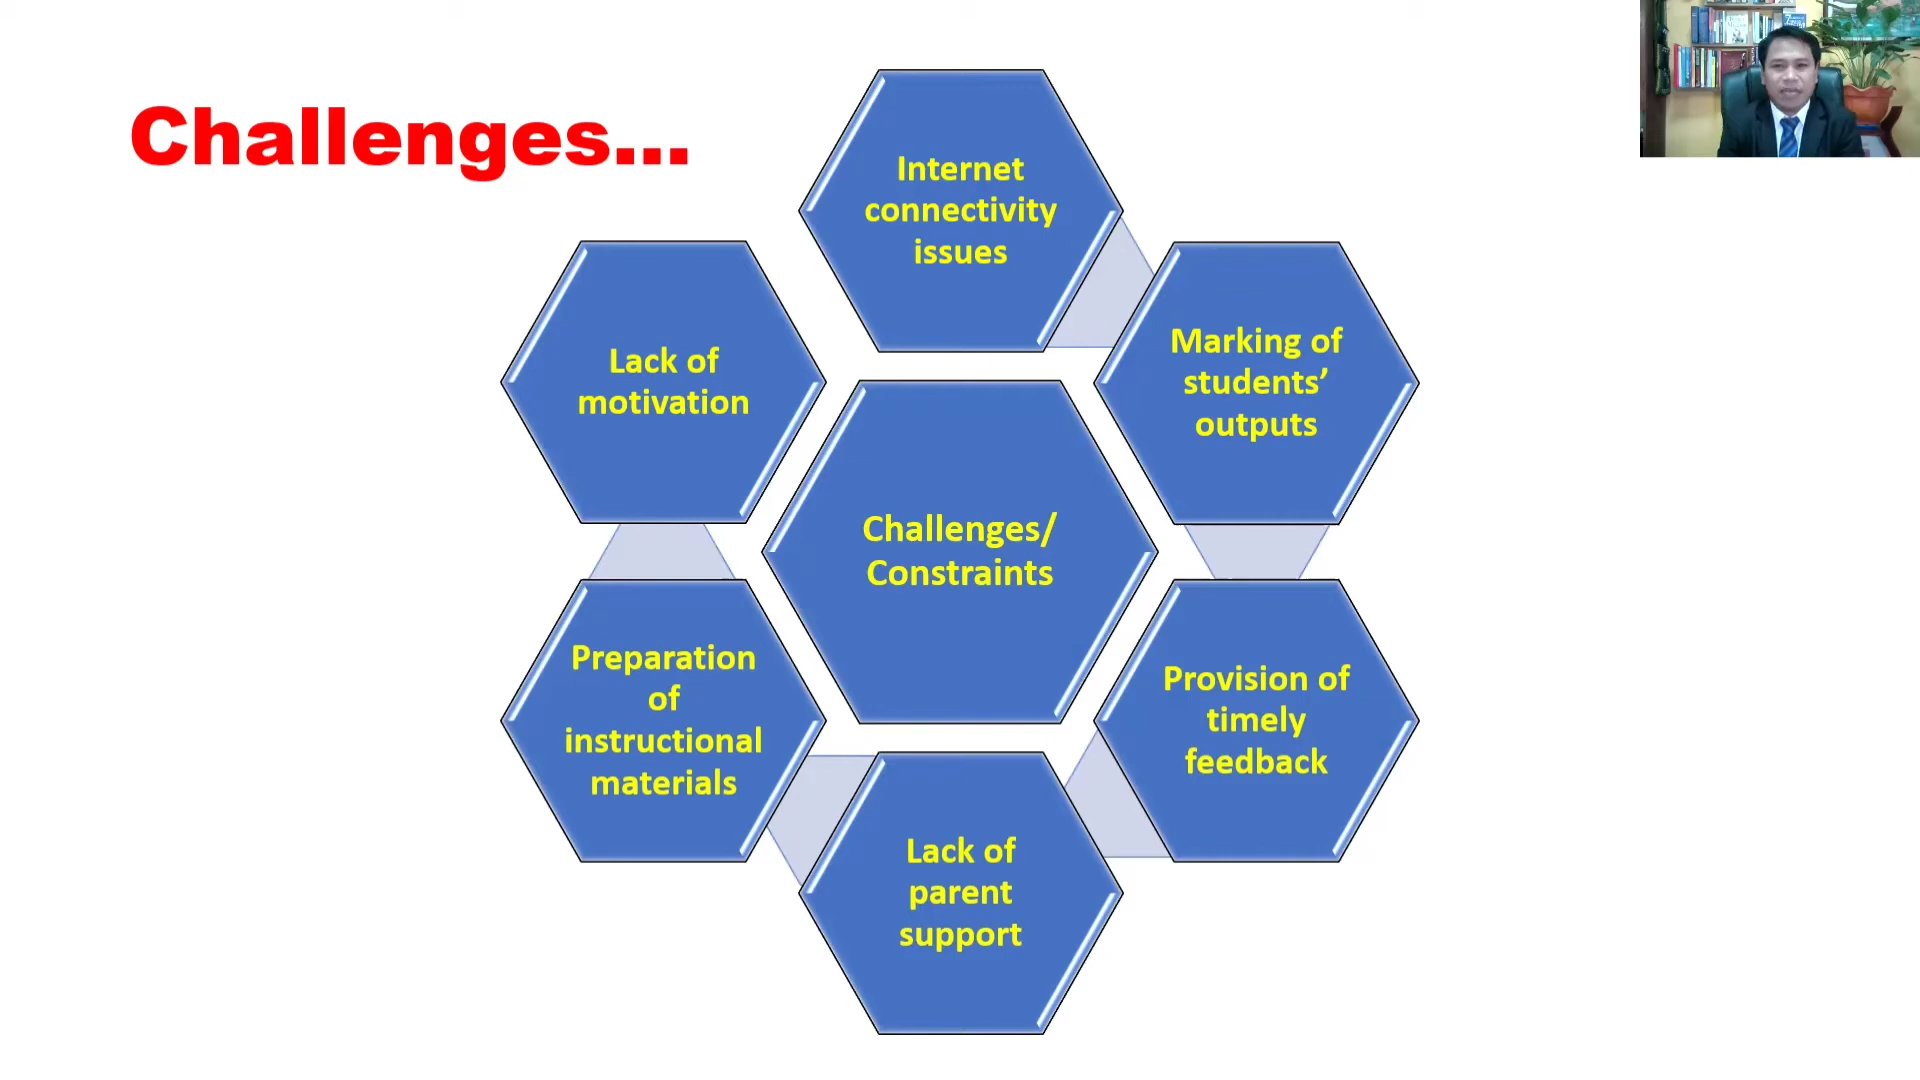 Challenges...
Internet
connectivity
issues
Marking of
students’
outputs
Provision of
timely
feedback
Lack of
parent
support
Preparation
of
instructional
materials
Lack of
motivation
Challenges/
Constraints